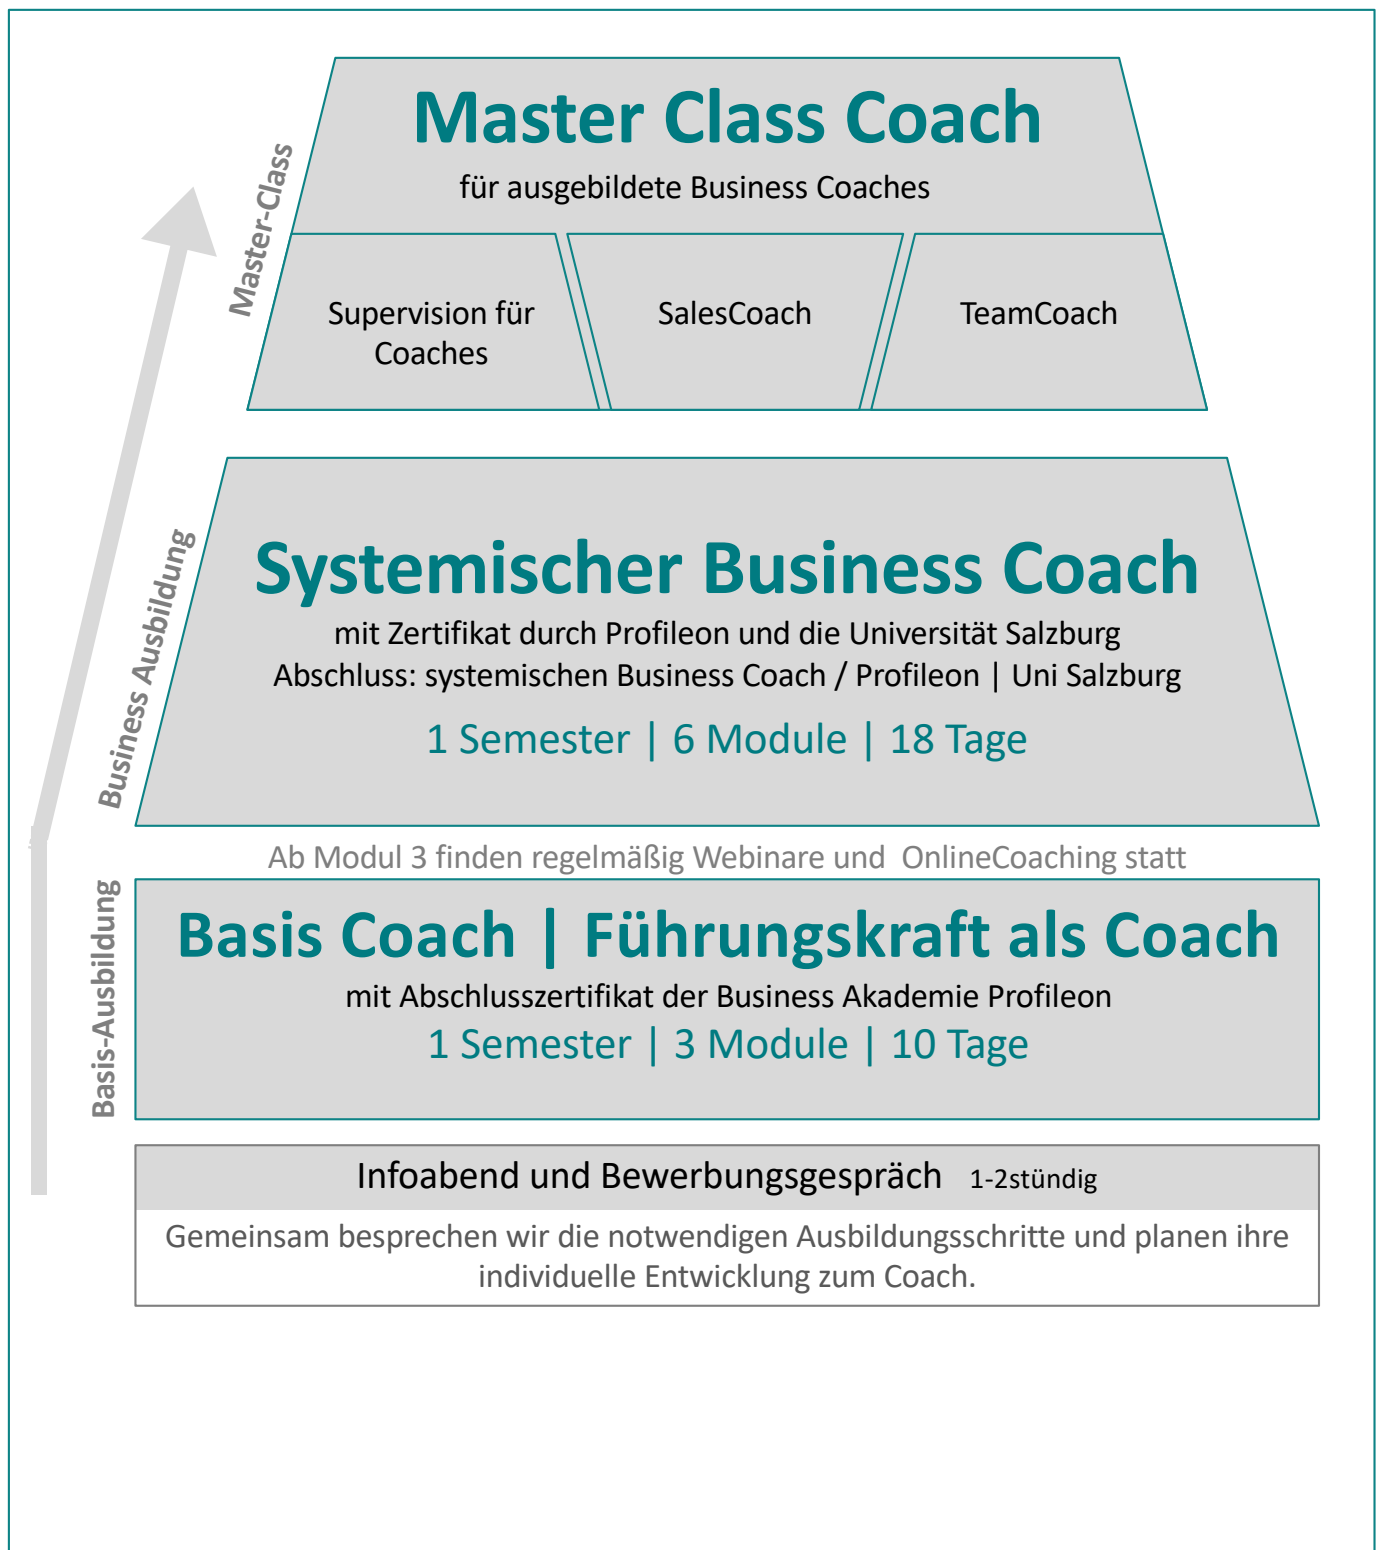 Master Class Coach
für ausgebildete Business Coaches
Master-Class
Supervision für
Coaches
SalesCoach
TeamCoach
Business Ausbildung
Systemischer Business Coach
mit Zertifikat durch Profileon und die Universität Salzburg
Abschluss: systemischen Business Coach / Profileon | Uni Salzburg
1 Semester | 6 Module | 18 Tage
Ab Modul 3 finden regelmäßig Webinare und OnlineCoaching statt
Basis-Ausbildung
Basis Coach | Führungskraft als Coach
mit Abschlusszertifikat der Business Akademie Profileon
1 Semester | 3 Module | 10 Tage
Infoabend und Bewerbungsgespräch 1-2stündig
Gemeinsam besprechen wir die notwendigen Ausbildungsschritte und planen ihre
individuelle Entwicklung zum Coach.